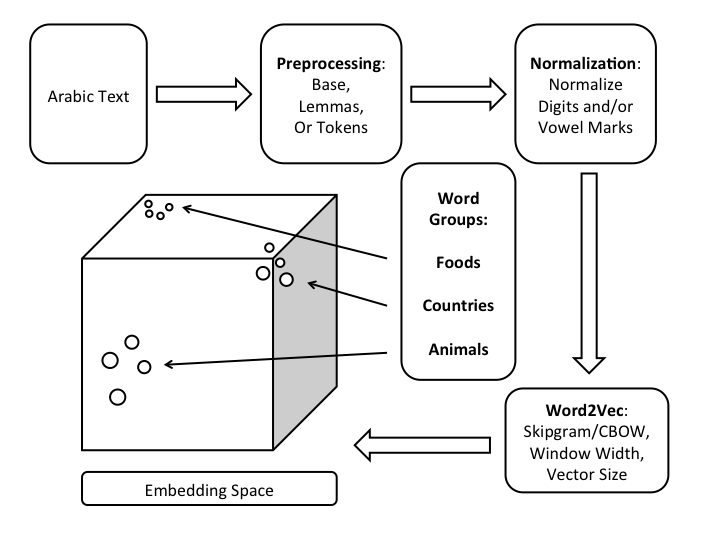 Arabic Text
Preprocessing:
Base,
Lemmas,
Or Tokens
Normalization:
Normalize
Digits and/or
Vowel Marks
Word
Groups:
Foods
Countries
Animals
Word2Vec:
Skipgram/CBOW,
Window Width,
Vector Size
Embedding Space